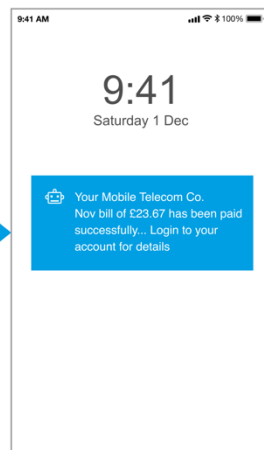 9:41 AM
100%
9:41
Saturday 1 Dec
Your Mobile Telecom Co.
Nov bill of £23.67 has been paid
successfully... Login to your
account for details